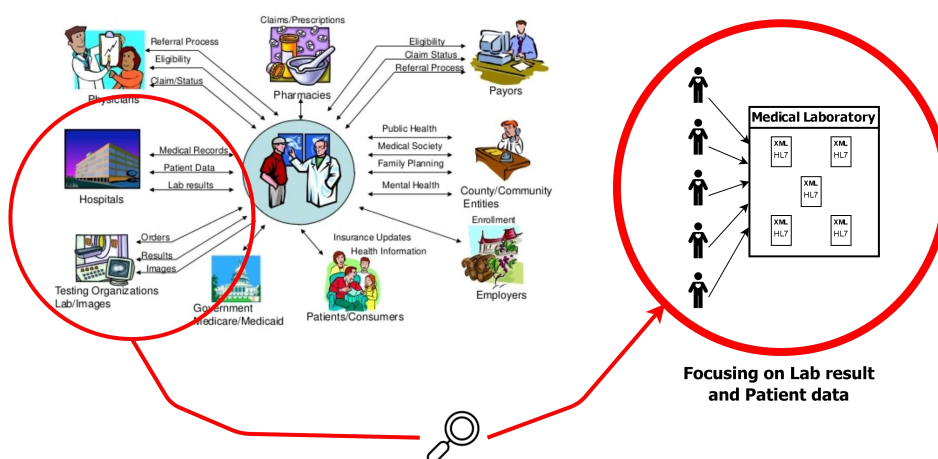 Claims/Prescriptions
Referral Process
Eligibility
Claim/Status
Physicians
Pharmacies
Eligibility
Claim Status
Referral Process
Payors
Medical Records
Patient Data
Lab results
Hospitals
Public Health
Medical Society
Family Planning
Mental Health
County/Community
Entities
Orders
Results
Images
Testing Organizations
Lab/Images
Government
Medicare/Medicaid
Insurance Updates
Health Information
Patients/Consumers
Enrollment
Employers
Medical Laboratory
XML
HL7
XML
HL7
XML
HL7
XML
HL7
XML
HL7
Focusing on Lab result
and Patient data